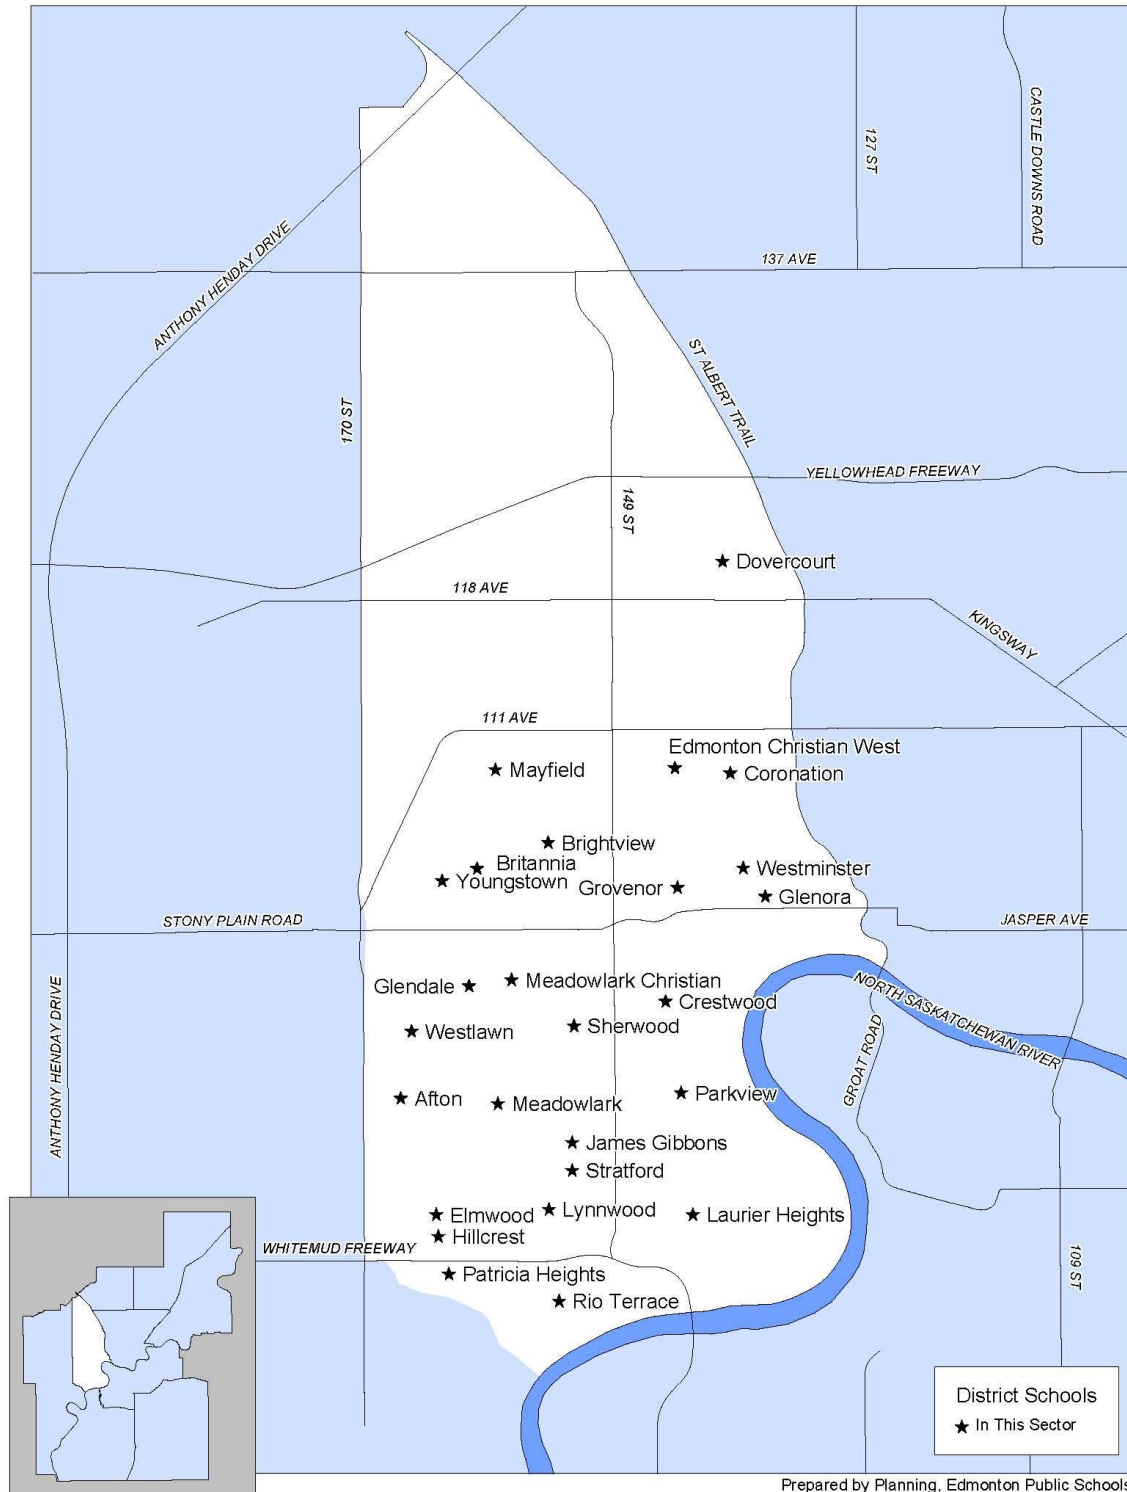 127 ST
CASTLE DOWNS ROAD
ANTHONY HENDAY DRIVE
137 AVE
ST ALBERT TRAIL
170 ST
YELLOWHEAD FREEWAY
149 ST
Dovercourt
118 AVE
KINGSWAY
111 AVE
Edmonton Christian West
Mayfield
Coronation
Brightview
Britannia
Westminster
Youngstown
Grovenor
Glenora
STONY PLAIN ROAD
JASPER AVE
Meadowlark Christian
Glendale
Crestwood
NORTH SASKATCHEWAN RIVER
Westlawn
Sherwood
ANTHONY HENDAY DRIVE
GROAT ROAD
Afton
Meadowlark
Parkview
James Gibbons
Stratford
Elmwood
Lynnwood
Laurier Heights
Hillcrest
WHITEMUD FREEWAY
109 ST
Patricia Heights
Rio Terrace
District Schools
In This Sector
Prepared by Planning, Edmonton Public Schools